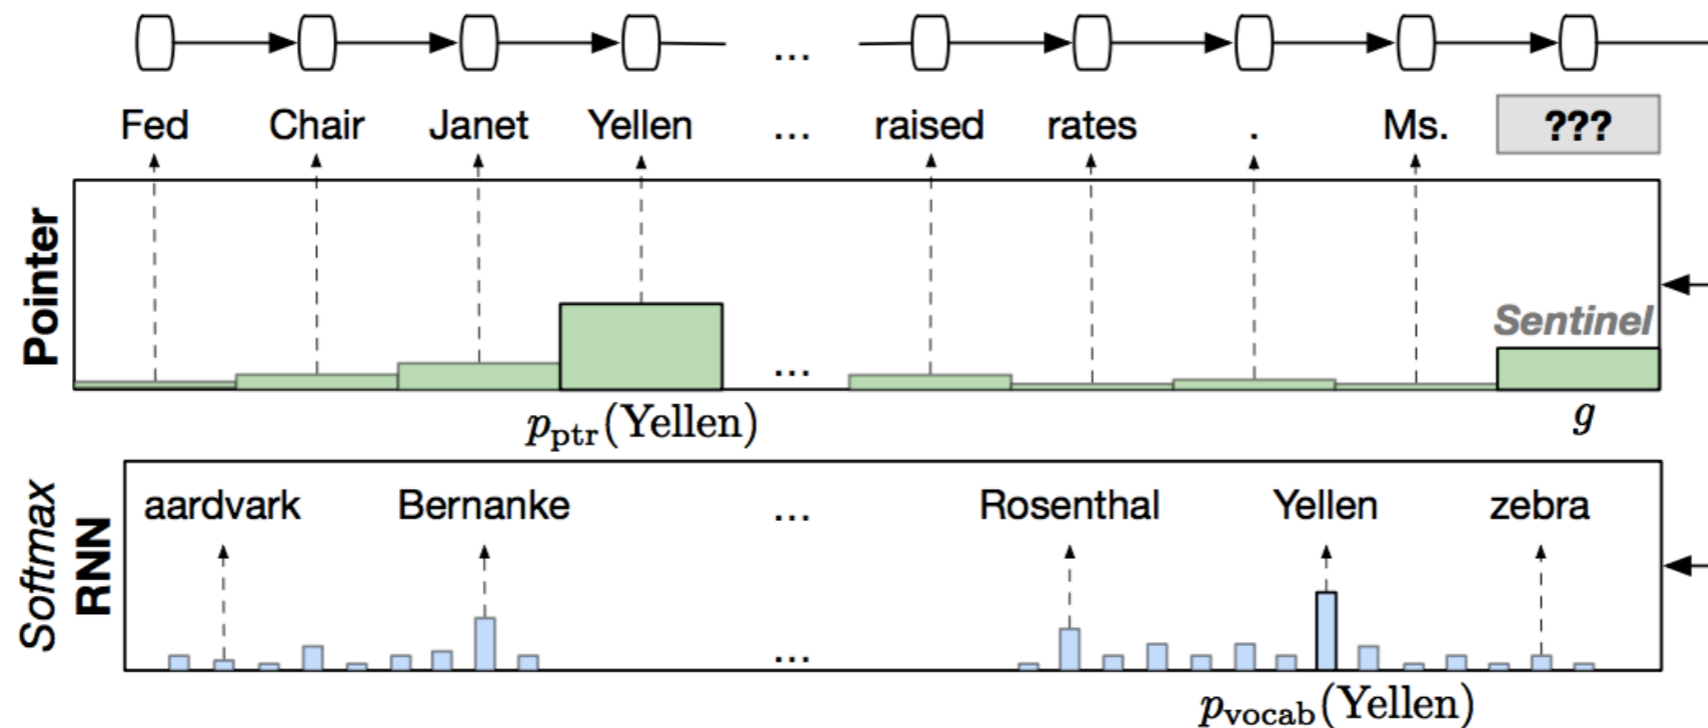 Fed Chair Janet Yellen ... raised rates . Ms. ???
Pointer
...
Sentinel
p_ptr(Yellen) g
Softmax
RNN
aardvark Bernanke ... Rosenthal Yellen zebra
...
p_vocab(Yellen)